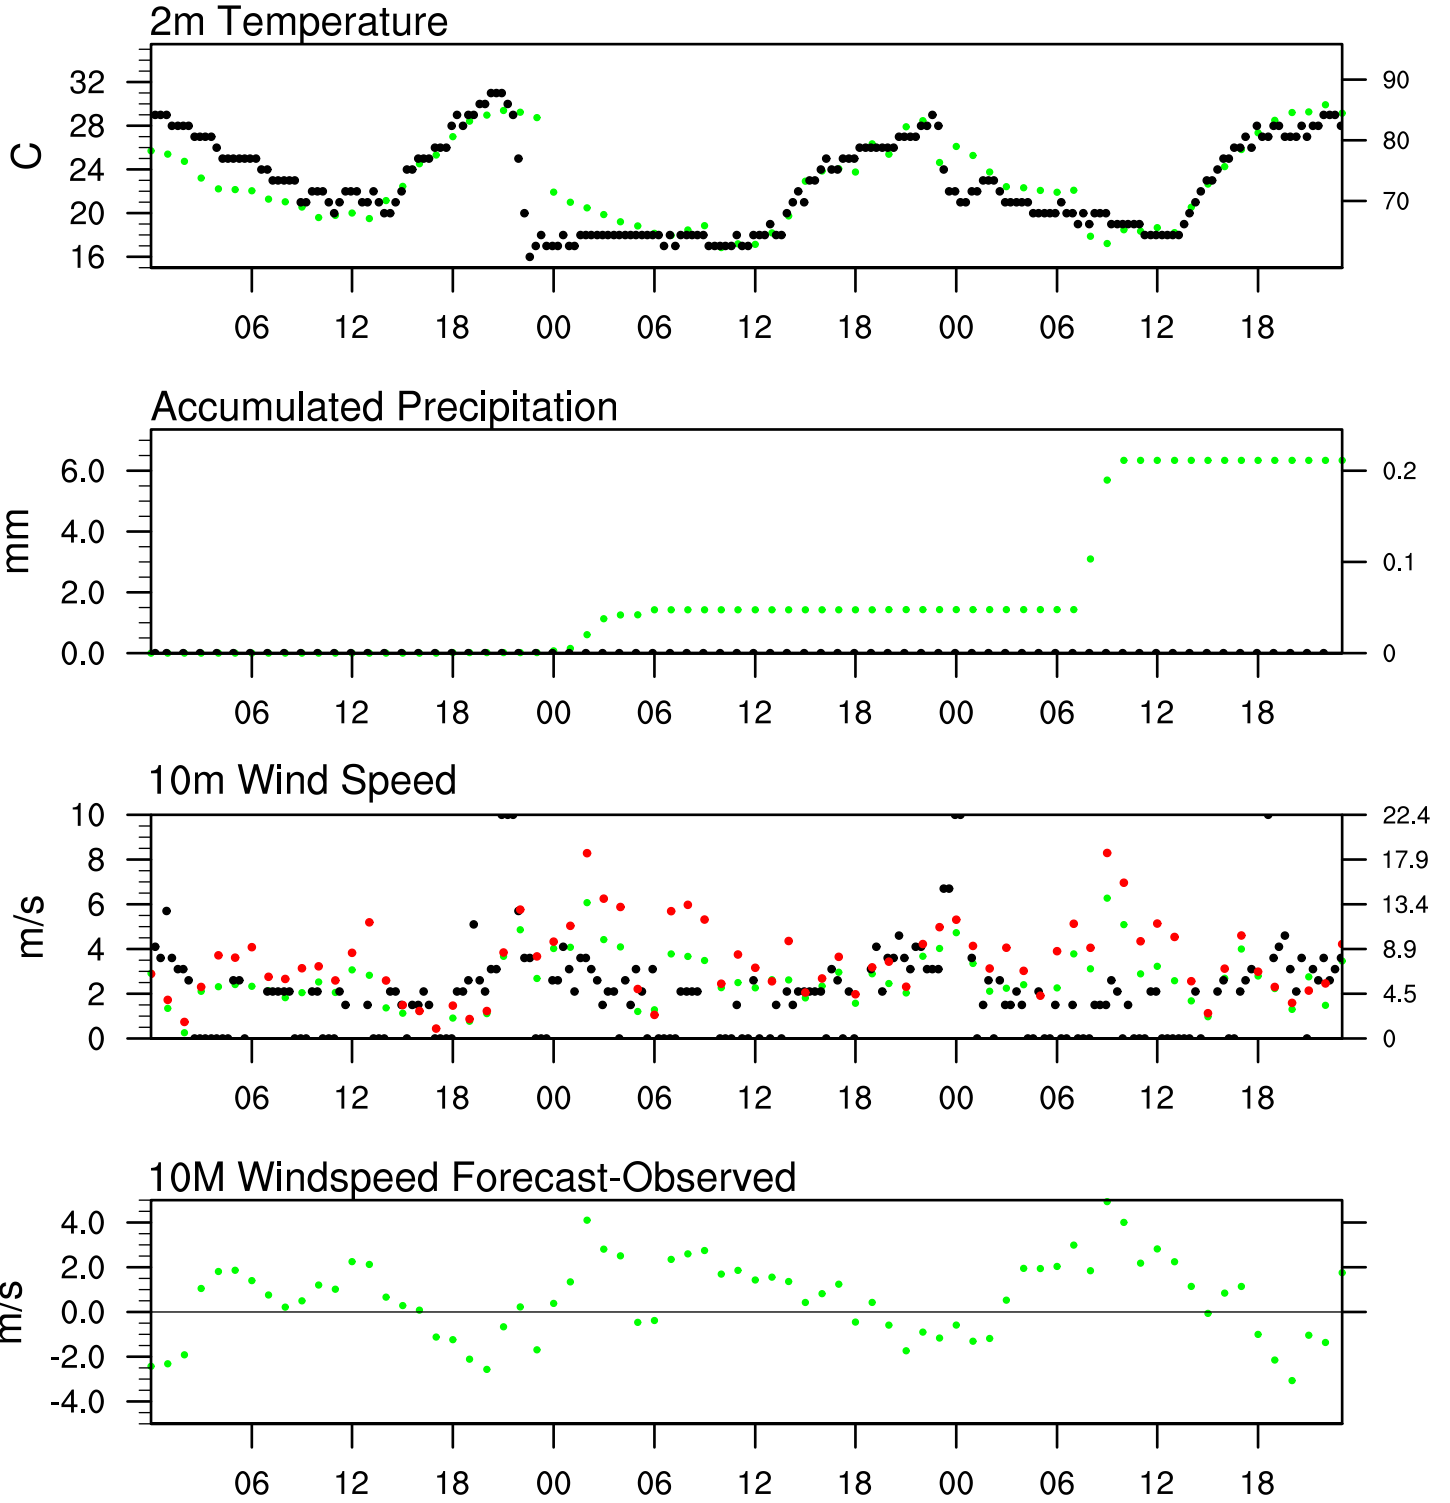 2m Temperature
C
32 90
28 80
24
20 70
16
06 12 18 00 06 12 18 00 06 12 18
Accumulated Precipitation
mm
6.0 0.2
4.0
0.1
2.0
0.0 0
06 12 18 00 06 12 18 00 06 12 18
10m Wind Speed
m/s
10 22.4
8 17.9
6 13.4
4 8.9
2 4.5
0 0
06 12 18 00 06 12 18 00 06 12 18
10M Windspeed Forecast-Observed
m/s
4.0
2.0
0.0
-2.0
-4.0
06 12 18 00 06 12 18 00 06 12 18